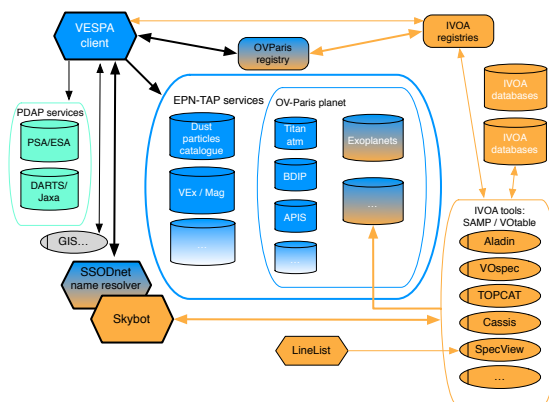 VESPA
client
OVParis
registry
IVOA
registries
IVOA
databases
IVOA
databases
PDAP services
PSA/ESA
DARTS/
Jaxa
GIS...
SSODnet
name resolver
Skybot
EPN-TAP services
Dust
particles
catalogue
VEx / Mag
...
OV-Paris planet
Titan
atm
BDIP
APIS
...
Exoplanets
...
IVOA tools:
SAMP / VOtable
Aladin
VOspec
TOPCAT
Cassis
SpecView
...
LineList